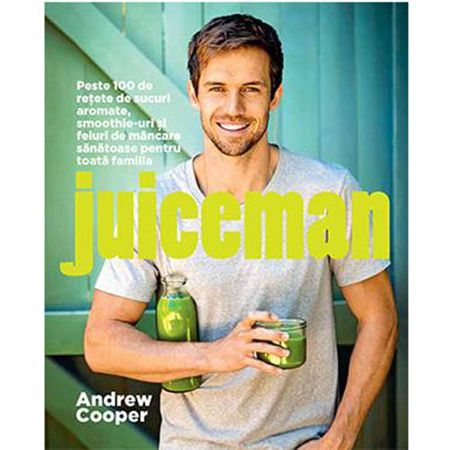 Peste 100 de
rețete de sucuri
aromate,
smoothie-uri și
feluri de mâncare
sănătoase pentru
toată familia
juiceman
Andrew
Cooper